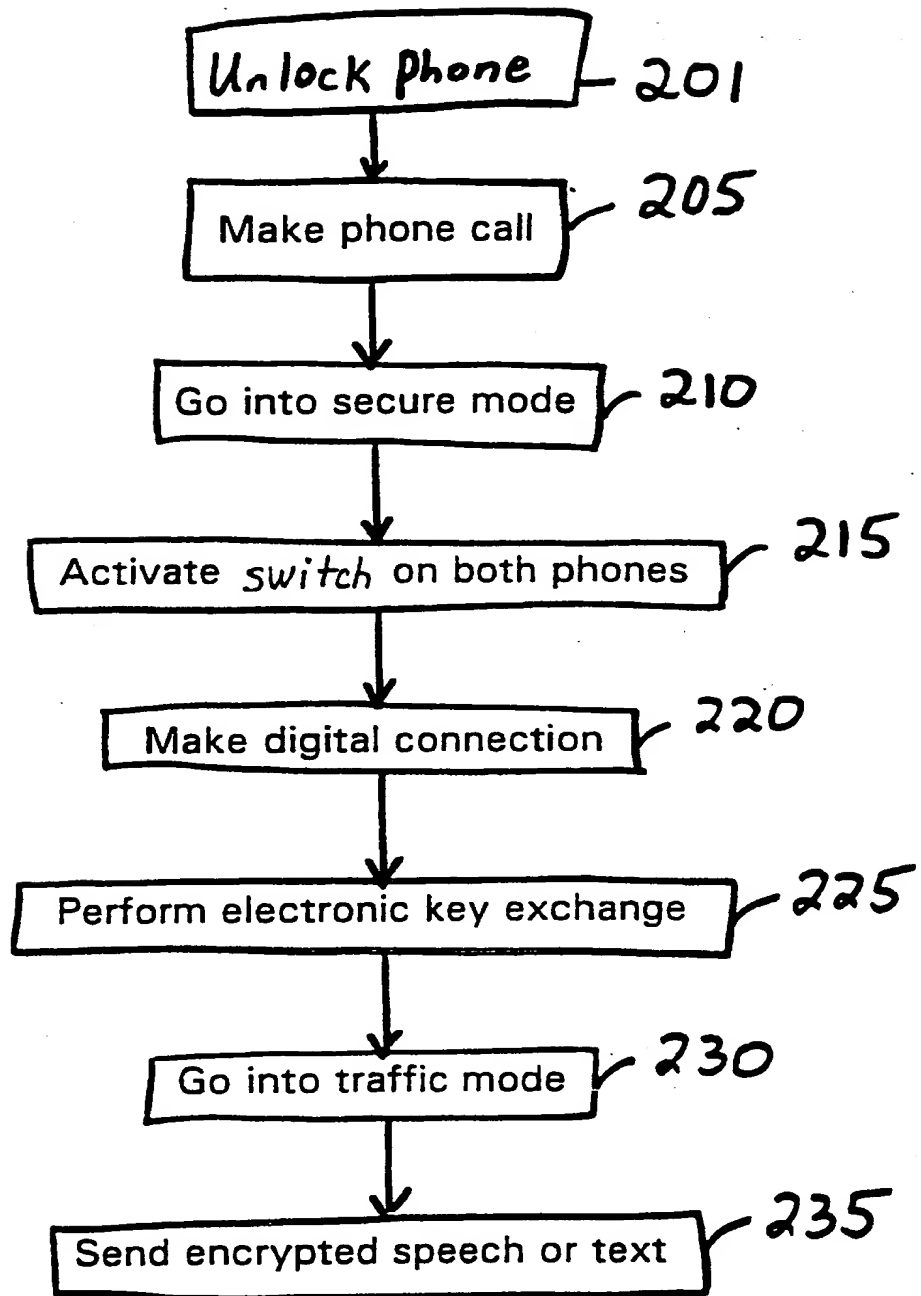 Unlock phone 201
Make phone call 205
Go into secure mode 210
Activate switch on both phones 215
Make digital connection 220
Perform electronic key exchange 225
Go into traffic mode 230
Send encrypted speech or text 235